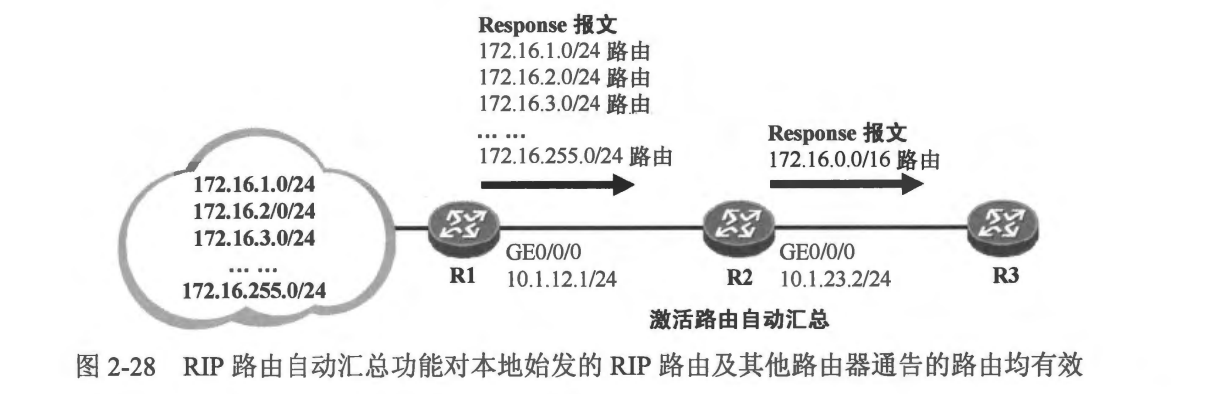 Response 报文
172.16.1.0/24 路由
172.16.2.0/24 路由
172.16.3.0/24 路由
... ...
172.16.255.0/24 路由
Response 报文
172.16.0.0/16 路由
172.16.1.0/24
172.16.2/0/24
172.16.3.0/24
... ...
172.16.255.0/24
R1
GE0/0/0
10.1.12.1/24
R2
GE0/0/0
10.1.23.2/24
R3
激活路由自动汇总
图 2-28 RIP 路由自动汇总功能对本地始发的 RIP 路由及其他路由器通告的路由均有效